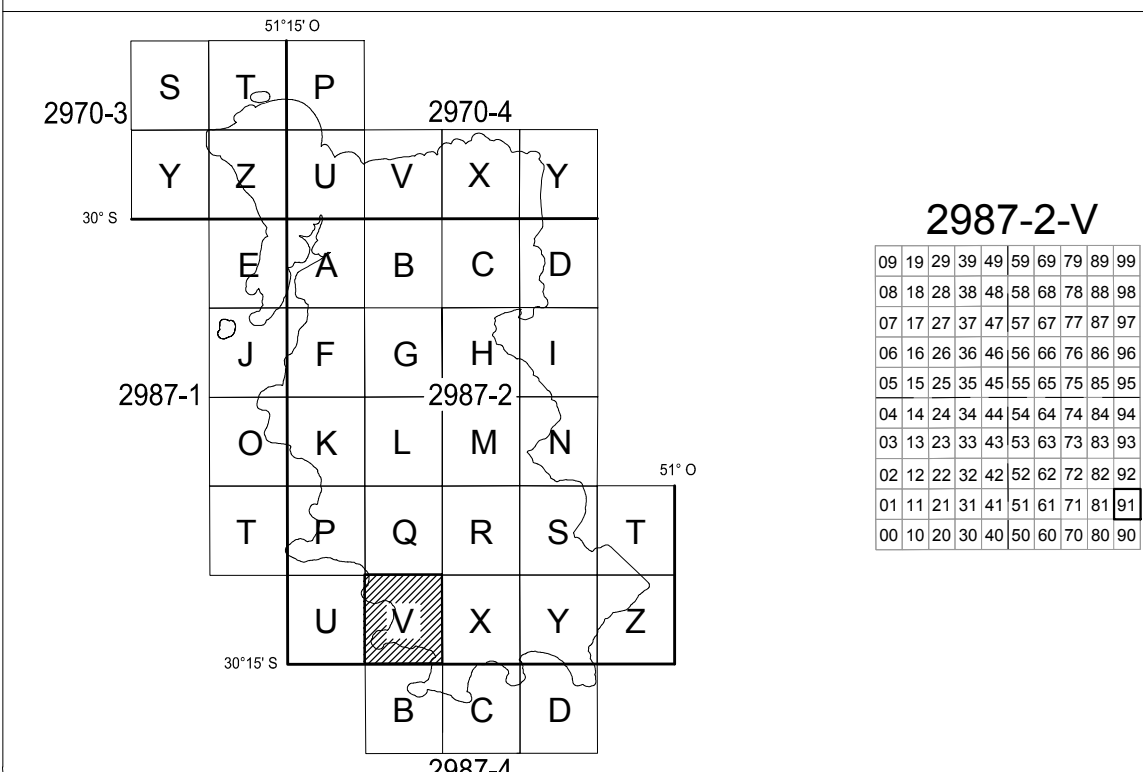 51°15' O
S T P
2970-3 2970-4
Y Z U V X Y
30° S
E A B C D
J F G H I
2987-1 2987-2
O K L M N
51° O
T P Q R S T
U V X Y Z
30°15' S
B C D
2987-4
2987-2-V
09 19 29 39 49 59 69 79 89 99
08 18 28 38 48 58 68 78 88 98
07 17 27 37 47 57 67 77 87 97
06 16 26 36 46 56 66 76 86 96
05 15 25 35 45 55 65 75 85 95
04 14 24 34 44 54 64 74 84 94
03 13 23 33 43 53 63 73 83 93
02 12 22 32 42 52 62 72 82 92
01 11 21 31 41 51 61 71 81 91
00 10 20 30 40 50 60 70 80 90